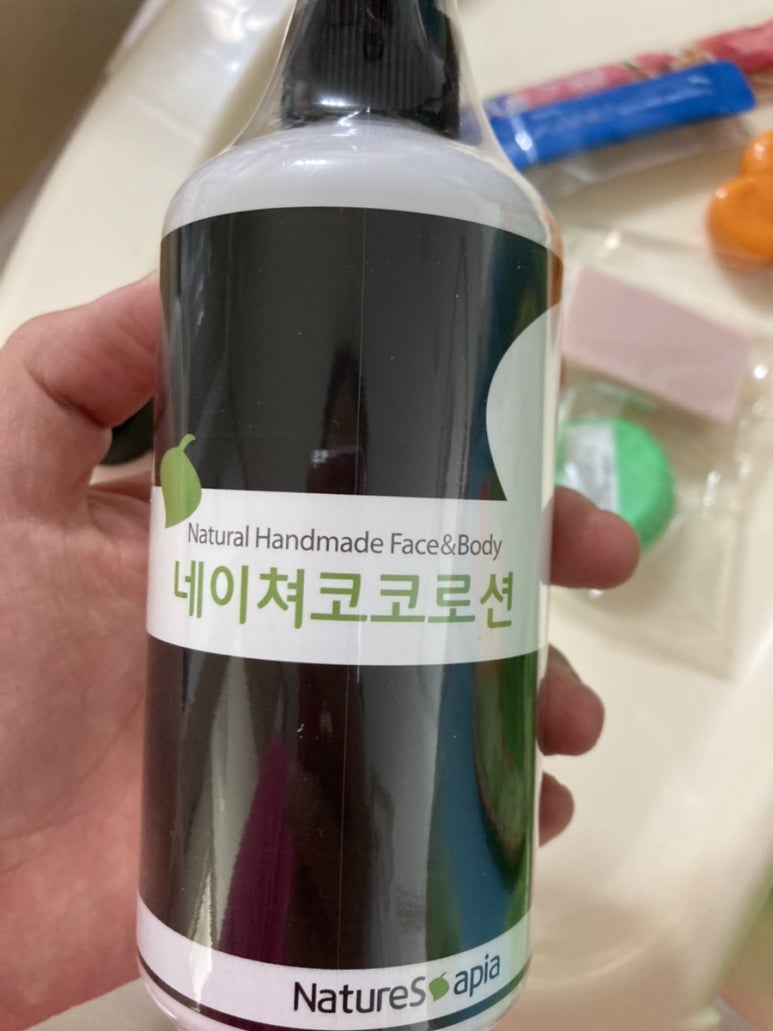 Natural Handmade Face&Body
네이쳐코코로션
NatureSoapia